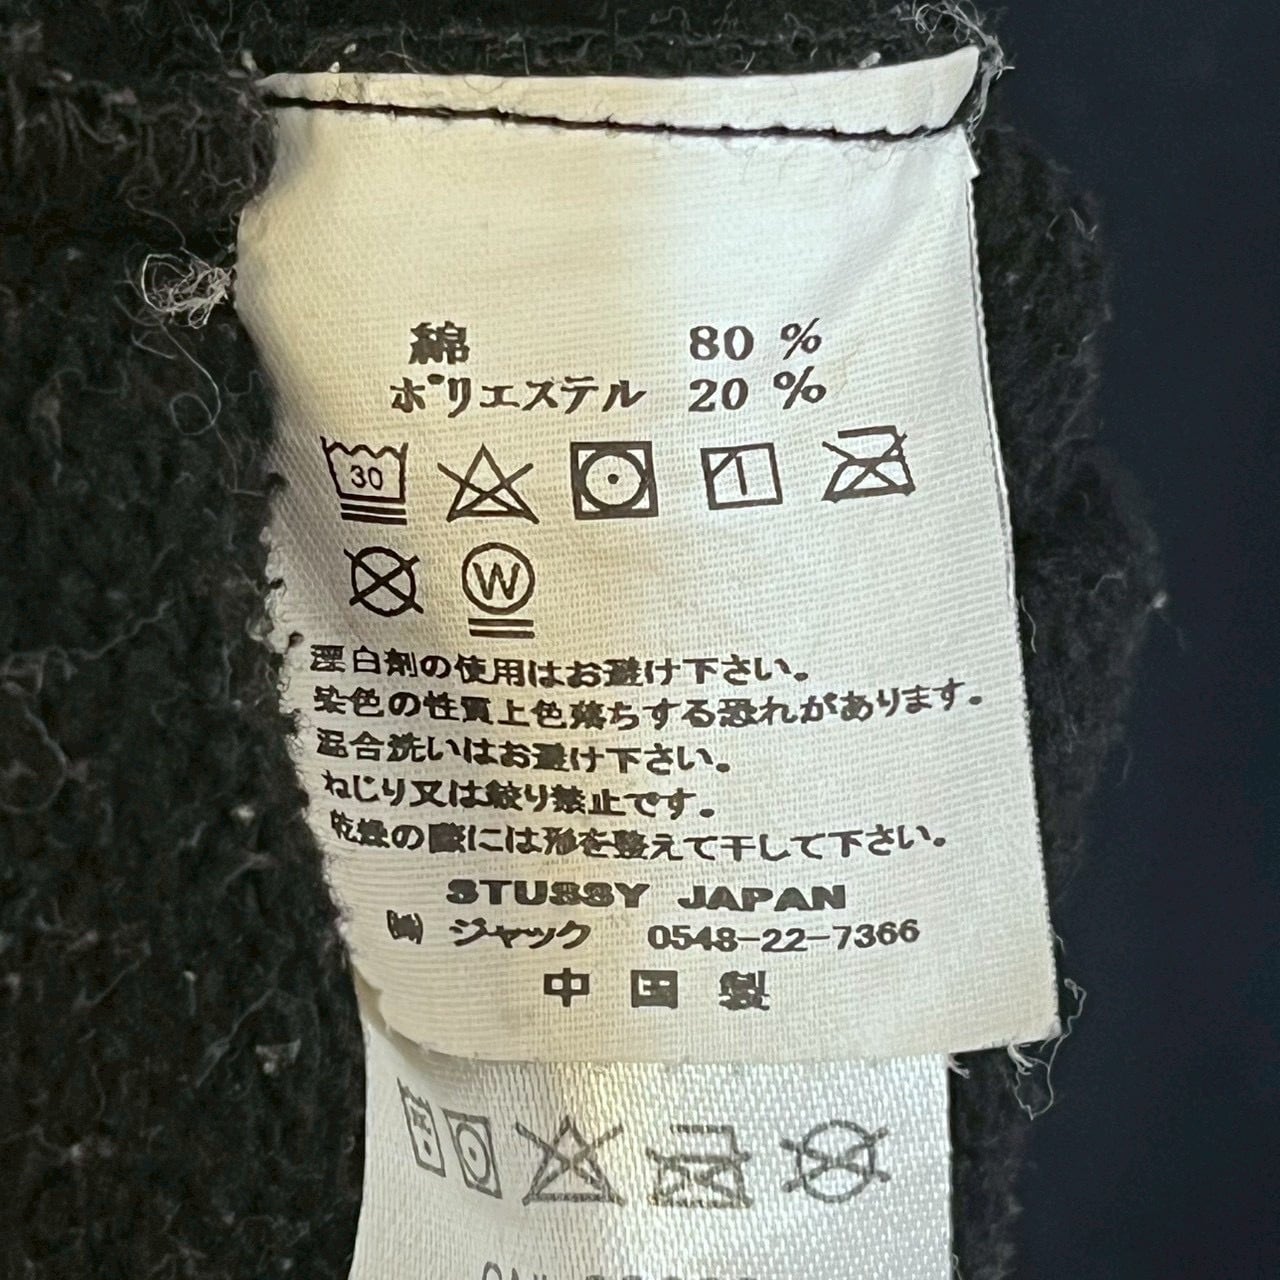 綿 80 %
ポリエステル 20 %
30
W
漂白剤の使用はお避け下さい。
染色の性質上色落ちする恐れがあります。
混合洗いはお避け下さい。
ねじり又は絞り禁止です。
乾燥の際には形を整えて干して下さい。
STUSSY JAPAN
ジャック 0548-22-7366
中国製